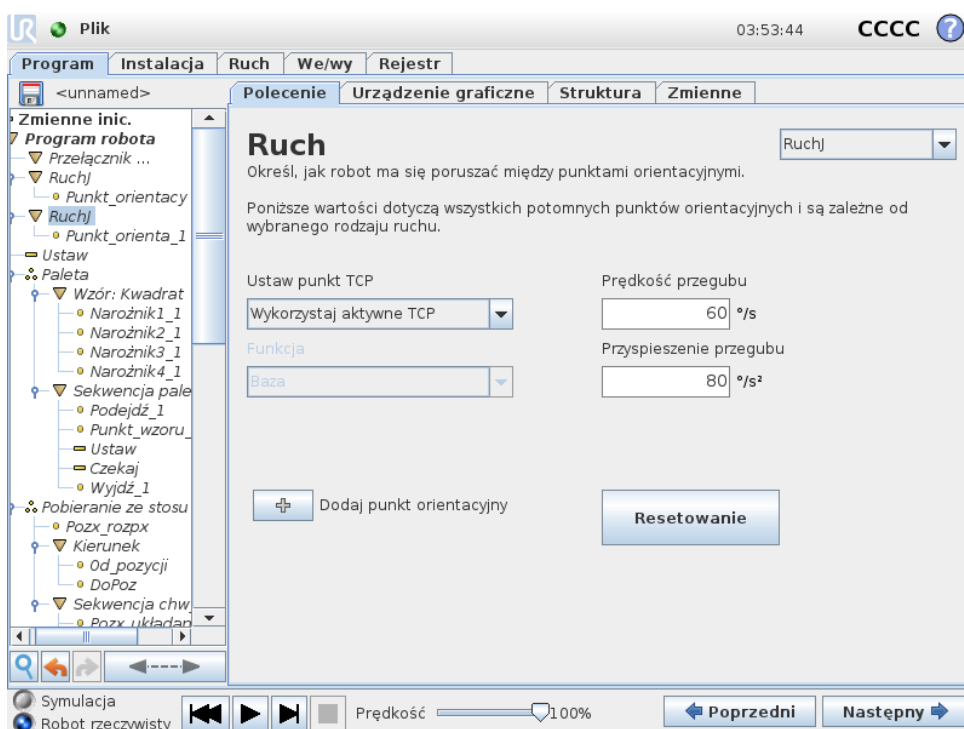 UR Plik 03:53:44 CCCC ?
Program Instalacja Ruch We/wy Rejestr
<unnamed> Polecenie Urządzenie graficzne Struktura Zmienne
Zmienne inic.
Program robota
Przełącznik ...
RuchJ
Punkt_orientacy
RuchJ
Punkt_orienta_1
Ustaw
Paleta
Wzór: Kwadrat
Narożnik1_1
Narożnik2_1
Narożnik3_1
Narożnik4_1
Sekwencja pale
Podejdź_1
Punkt_wzoru_
Ustaw
Czekaj
Wyjdź_1
Pobieranie ze stosu
Pozx_rozpx
Kierunek
Od_pozycji
DoPoz
Sekwencja chw
Pozx_układan
Ruch
RuchJ
Określ, jak robot ma się poruszać między punktami orientacyjnymi.
Poniższe wartości dotyczą wszystkich potomnych punktów orientacyjnych i są zależne od
wybranego rodzaju ruchu.
Ustaw punkt TCP
Wykorzystaj aktywne TCP
Funkcja
Baza
Prędkość przegubu
60 °/s
Przyspieszenie przegubu
80 °/s²
Dodaj punkt orientacyjny
Resetowanie
Symulacja
Robot rzeczywisty
Prędkość 100%
Poprzedni Następny